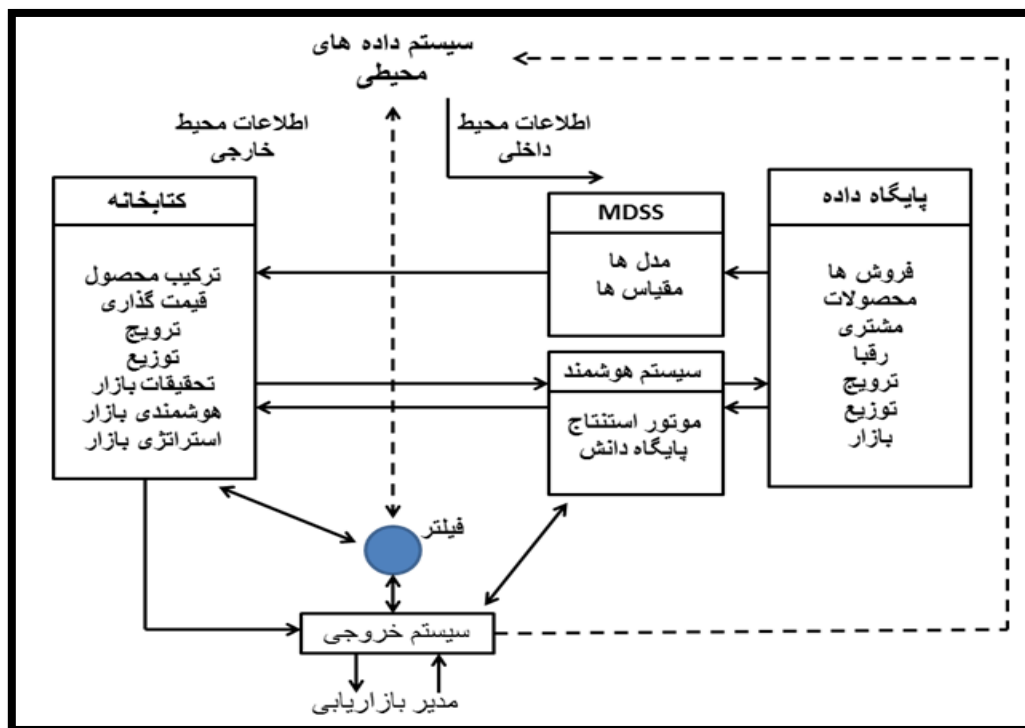 سیستم داده های
محیطی
اطلاعات محیط
داخلی
اطلاعات محیط
خارجی
پایگاه داده
فروش ها
محصولات
مشتری
رقبا
ترویج
توزیع
بازار
MDSS
مدل ها
مقیاس ها
سیستم هوشمند
موتور استنتاج
پایگاه دانش
کتابخانه
ترکیب محصول
قیمت گذاری
ترویج
توزیع
تحقیقات بازار
هوشمندی بازار
استراتژی بازار
فیلتر
سیستم خروجی
مدیر بازاریابی